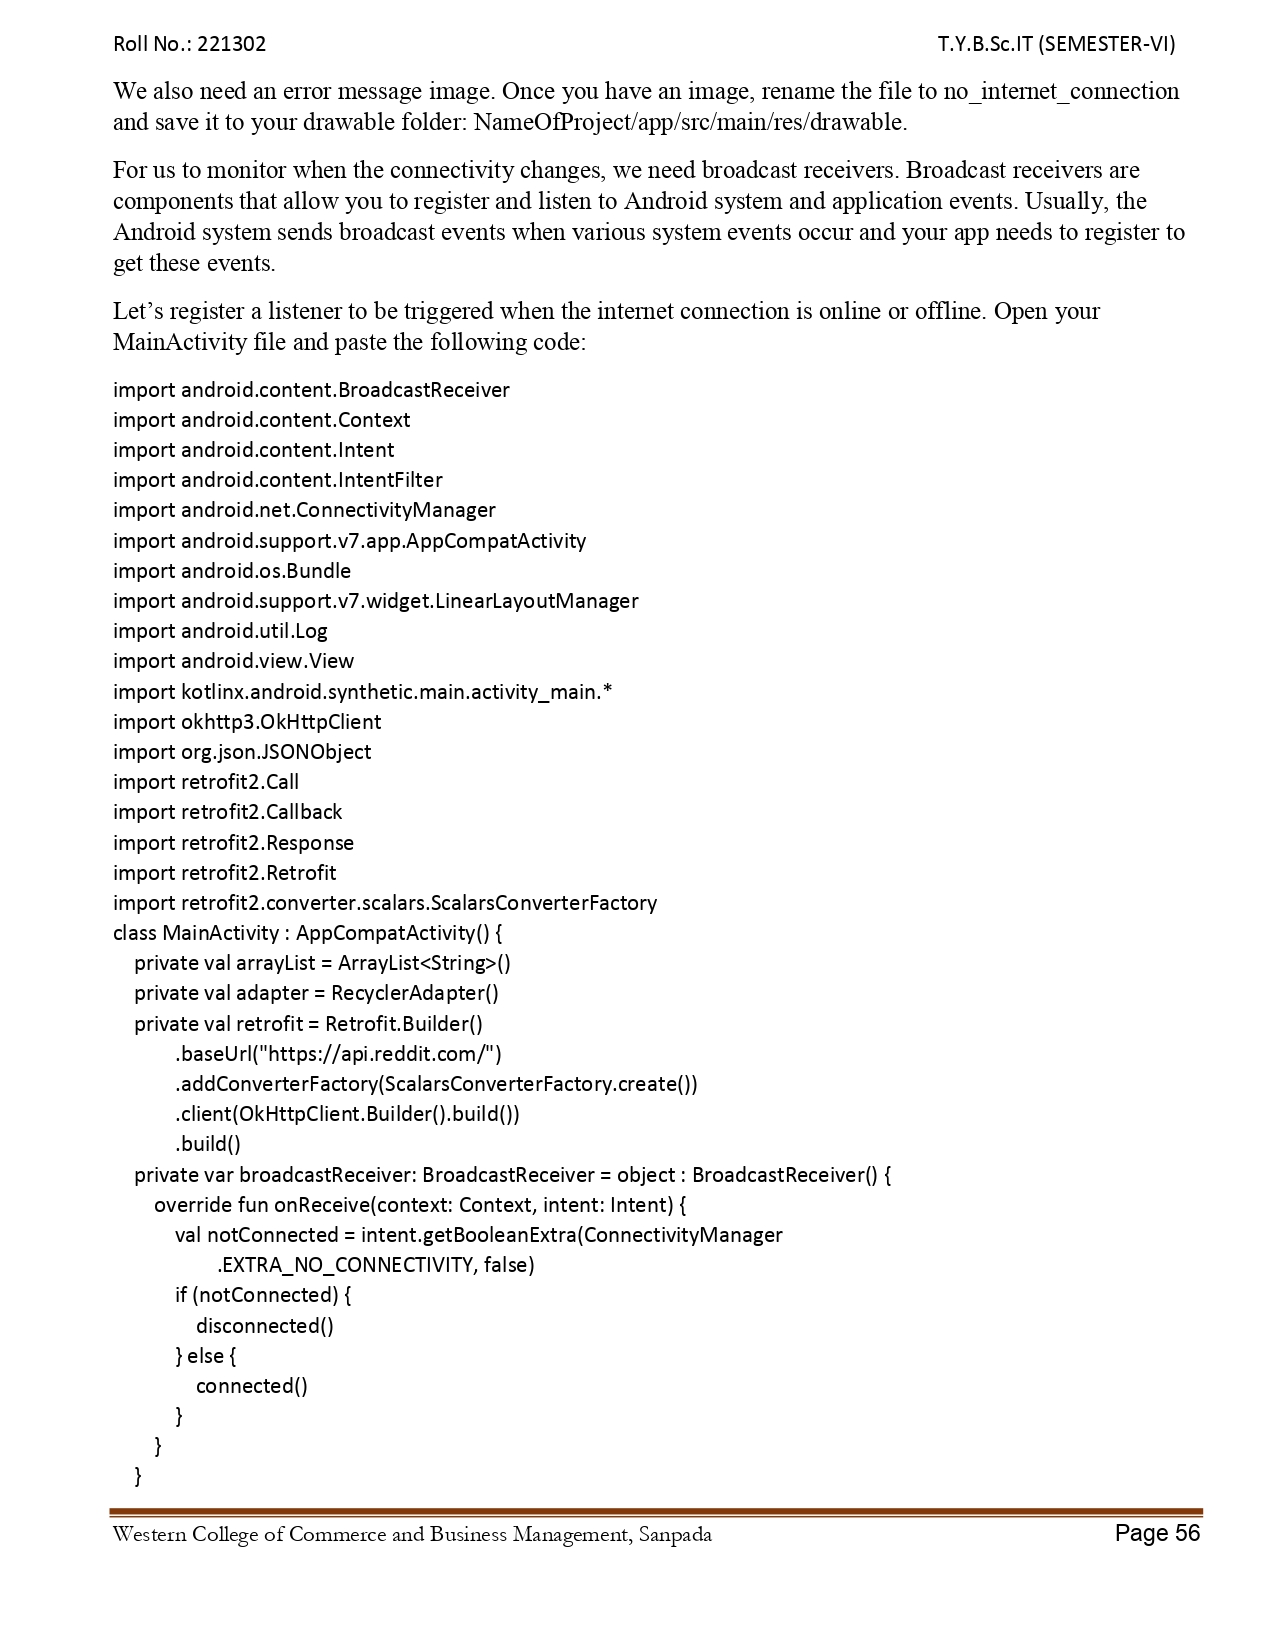 Roll No.: 221302 T.Y.B.Sc.IT (SEMESTER-VI)
We also need an error message image. Once you have an image, rename the file to no_internet_connection
and save it to your drawable folder: NameOfProject/app/src/main/res/drawable.
For us to monitor when the connectivity changes, we need broadcast receivers. Broadcast receivers are
components that allow you to register and listen to Android system and application events. Usually, the
Android system sends broadcast events when various system events occur and your app needs to register to
get these events.
Let’s register a listener to be triggered when the internet connection is online or offline. Open your
MainActivity file and paste the following code:
import android.content.BroadcastReceiver
import android.content.Context
import android.content.Intent
import android.content.IntentFilter
import android.net.ConnectivityManager
import android.support.v7.app.AppCompatActivity
import android.os.Bundle
import android.support.v7.widget.LinearLayoutManager
import android.util.Log
import android.view.View
import kotlinx.android.synthetic.main.activity_main.*
import okhttp3.OkHttpClient
import org.json.JSONObject
import retrofit2.Call
import retrofit2.Callback
import retrofit2.Response
import retrofit2.Retrofit
import retrofit2.converter.scalars.ScalarsConverterFactory
class MainActivity : AppCompatActivity() {
    private val arrayList = ArrayList<String>()
    private val adapter = RecyclerAdapter()
    private val retrofit = Retrofit.Builder()
            .baseUrl("https://api.reddit.com/")
            .addConverterFactory(ScalarsConverterFactory.create())
            .client(OkHttpClient.Builder().build())
            .build()
    private var broadcastReceiver: BroadcastReceiver = object : BroadcastReceiver() {
        override fun onReceive(context: Context, intent: Intent) {
            val notConnected = intent.getBooleanExtra(ConnectivityManager
                    .EXTRA_NO_CONNECTIVITY, false)
            if (notConnected) {
                disconnected()
            } else {
                connected()
            }
        }
    }
Western College of Commerce and Business Management, Sanpada Page 56